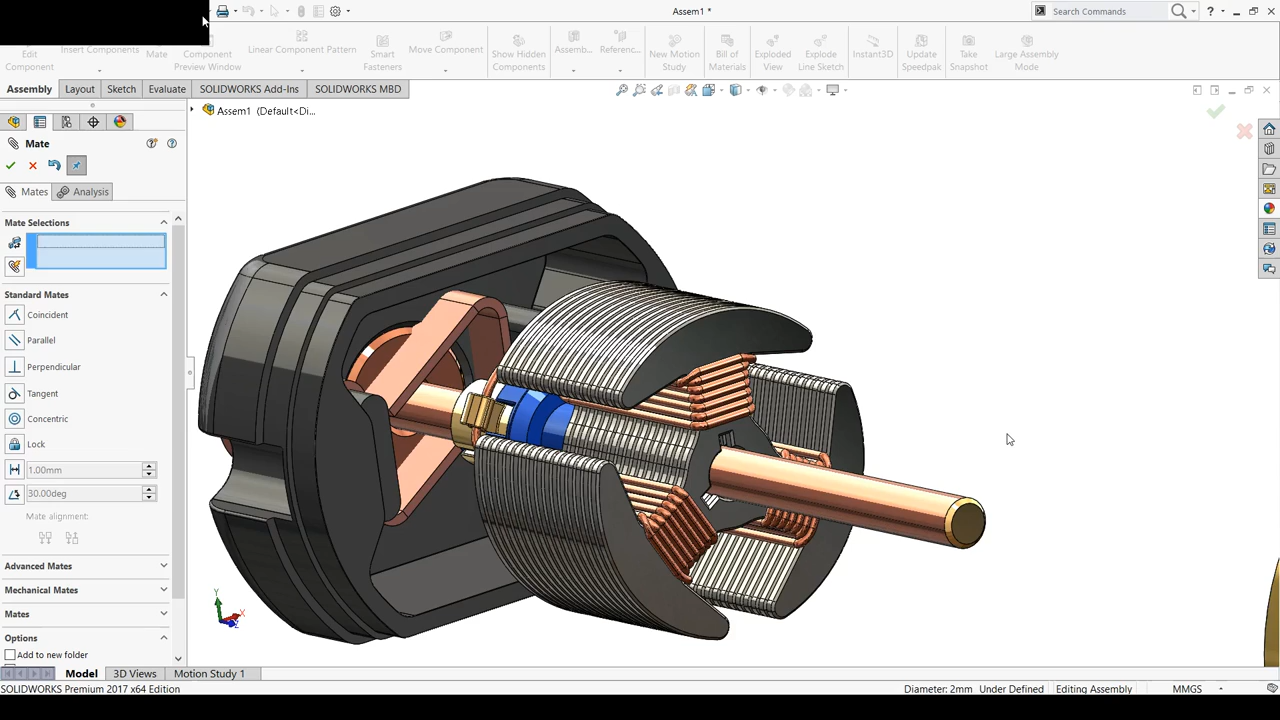 Assem1 *
Search Commands
?
Edit Component
Insert Components
Mate
Component Preview Window
Linear Component Pattern
Smart Fasteners
Move Component
Show Hidden Components
Assemb...
Referenc...
New Motion Study
Bill of Materials
Exploded View
Explode Line Sketch
Instant3D
Update Speedpak
Take Snapshot
Large Assembly Mode
Assembly
Layout
Sketch
Evaluate
SOLIDWORKS Add-Ins
SOLIDWORKS MBD
Assem1 (Default<Di...
Mate
Mates
Analysis
Mate Selections
Standard Mates
Coincident
Parallel
Perpendicular
Tangent
Concentric
Lock
1.00mm
30.00deg
Mate alignment:
Advanced Mates
Mechanical Mates
Mates
Options
Add to new folder
Y
X
Z
Model
3D Views
Motion Study 1
SOLIDWORKS Premium 2017 x64 Edition
Diameter: 2mm
Under Defined
Editing Assembly
MMGS